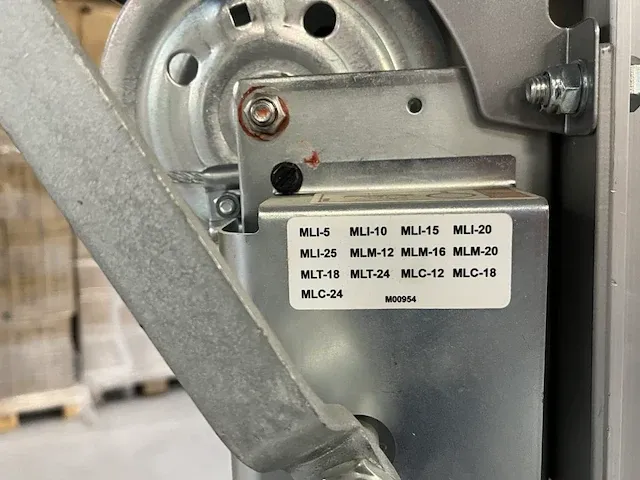 MLI-5 MLI-10 MLI-15 MLI-20
MLI-25 MLM-12 MLM-16 MLM-20
MLT-18 MLT-24 MLC-12 MLC-18
MLC-24 M00954